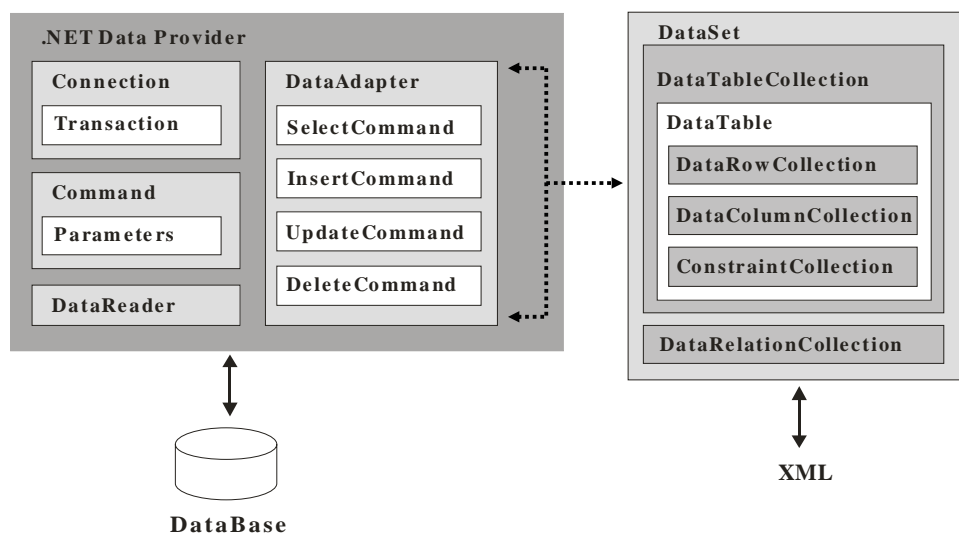 .NET Data Provider
Connection
Transaction
Command
Parameters
DataReader
DataAdapter
SelectCommand
InsertCommand
UpdateCommand
DeleteCommand
DataBase
DataSet
DataTableCollection
DataTable
DataRowCollection
DataColumnCollection
ConstraintCollection
DataRelationCollection
XML